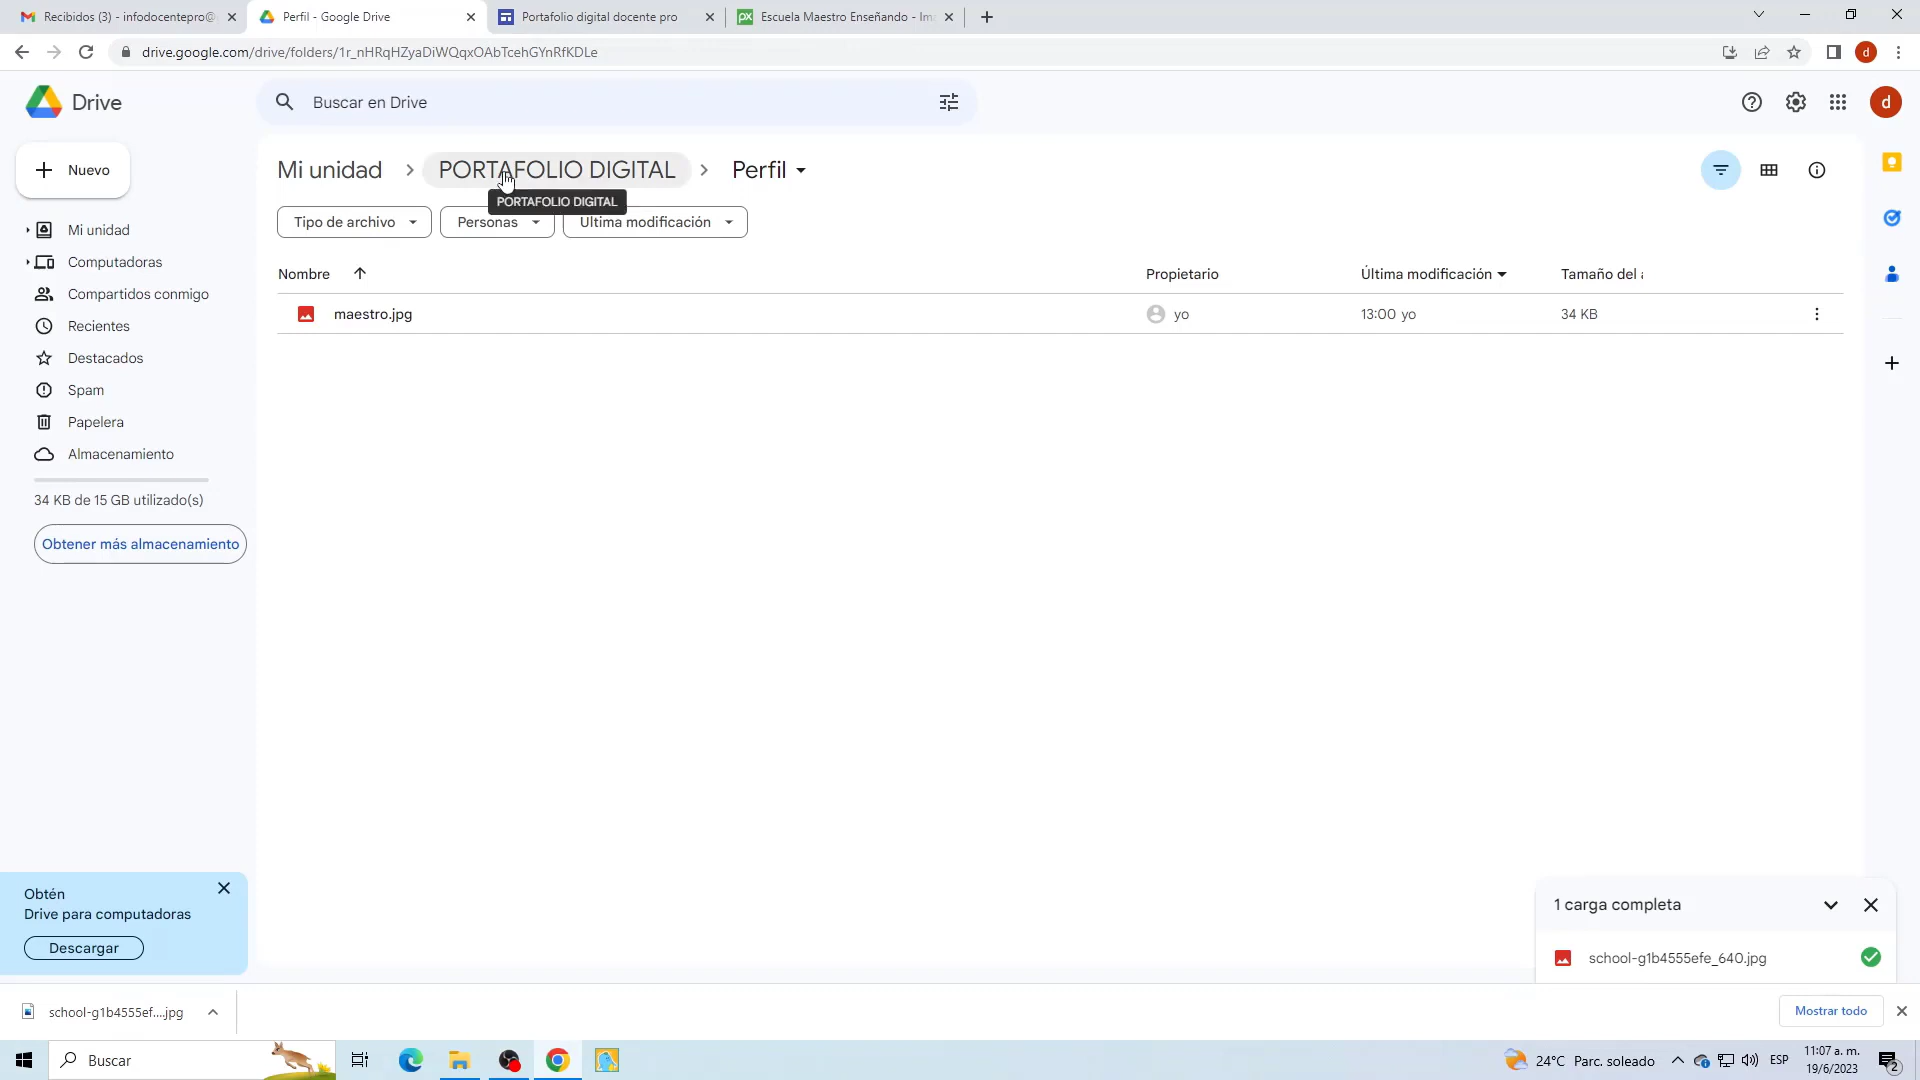 Recibidos (3) - infodocentepro@
Perfil - Google Drive
Portafolio digital docente pro
px
Escuela Maestro Enseñando - Im
drive.google.com/drive/folders/1r_nHRqHZyaDiWQqxOAbTcehGYnRfKDLe
d
Drive
Buscar en Drive
d
Nuevo
Mi unidad
PORTAFOLIO DIGITAL
Perfil
PORTAFOLIO DIGITAL
Tipo de archivo
Personas
Última modificación
Mi unidad
Computadoras
Compartidos conmigo
Recientes
Destacados
Spam
Papelera
Almacenamiento
34 KB de 15 GB utilizado(s)
Obtener más almacenamiento
Nombre
Propietario
Última modificación
Tamaño del
maestro.jpg
yo
13:00 yo
34 KB
Obtén
Drive para computadoras
Descargar
1 carga completa
school-g1b4555efe_640.jpg
school-g1b4555ef....jpg
Mostrar todo
Buscar
24°C Parc. soleado
ESP
11:07 a. m.
19/6/2023
2